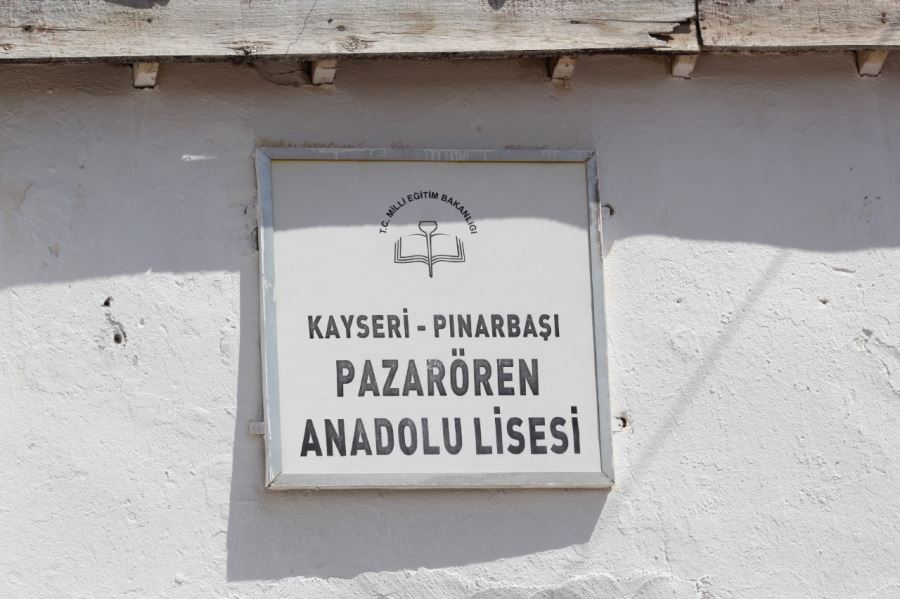 T.C. MİLLİ EĞİTİM BAKANLIĞI
KAYSERİ - PINARBAŞI
PAZARÖREN
ANADOLU LİSESİ